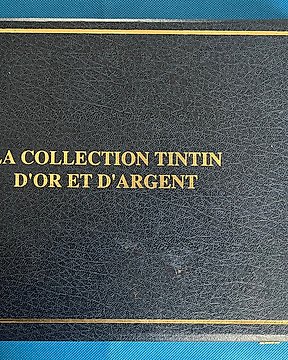 LA COLLECTION TINTIN
D'OR ET D'ARGENT